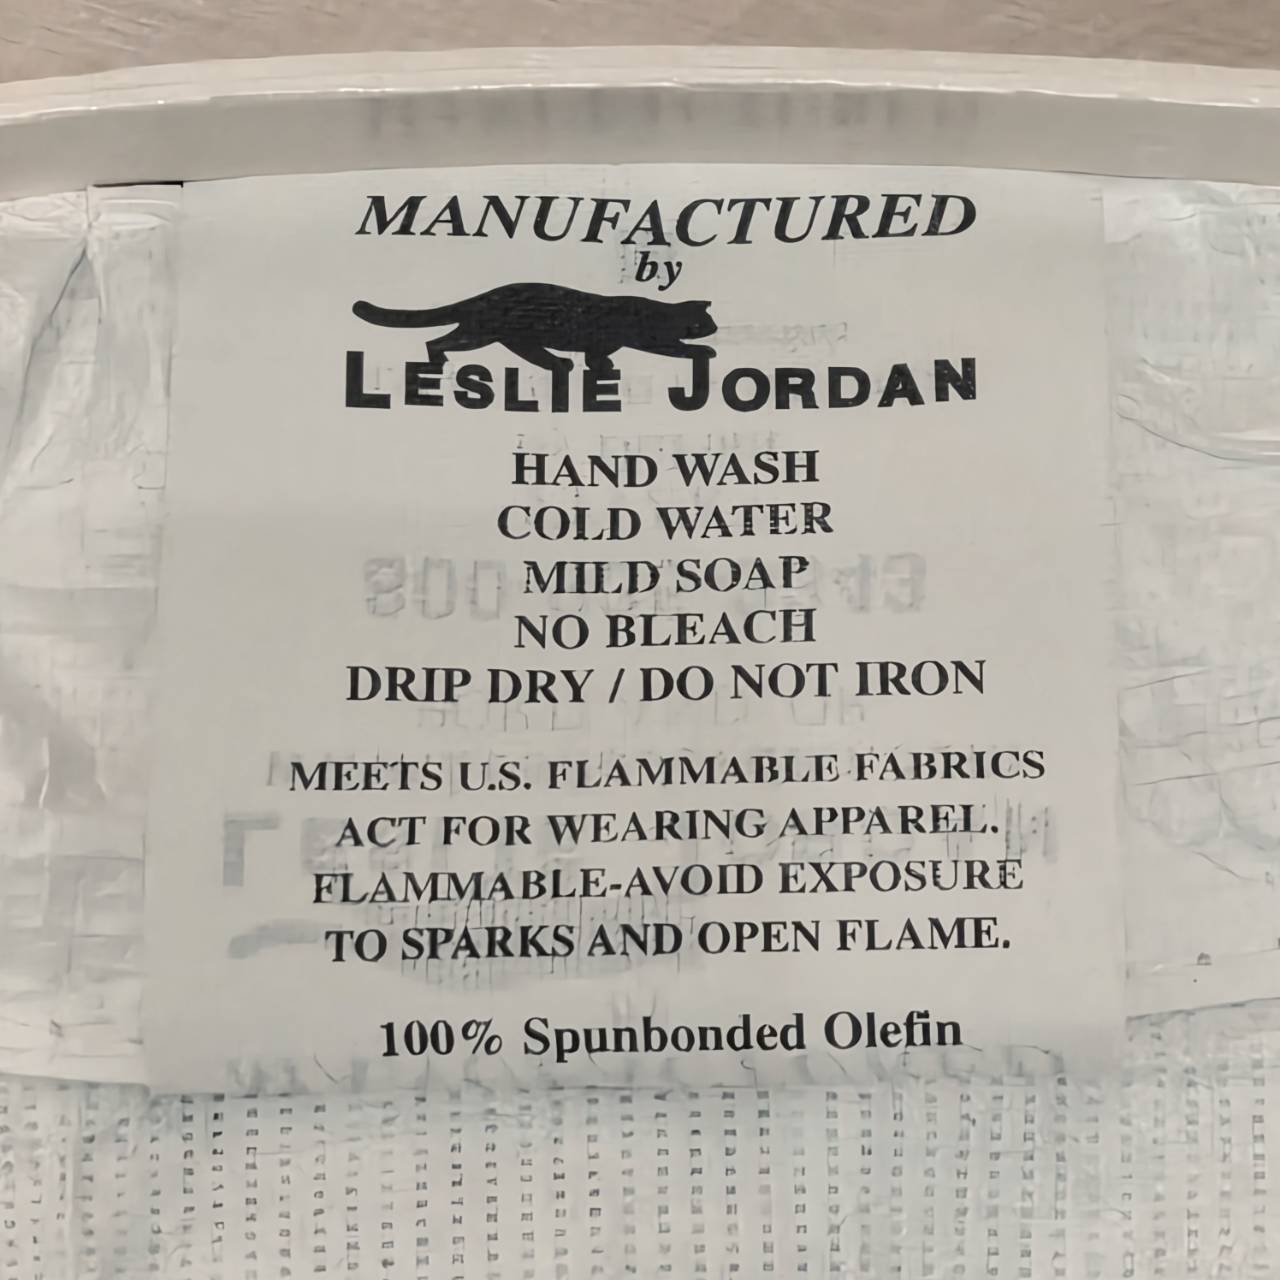 MANUFACTURED
by
LESLIE JORDAN
HAND WASH
COLD WATER
MILD SOAP
NO BLEACH
DRIP DRY / DO NOT IRON
MEETS U.S. FLAMMABLE FABRICS
ACT FOR WEARING APPAREL.
FLAMMABLE-AVOID EXPOSURE
TO SPARKS AND OPEN FLAME.
100% Spunbonded Olefin